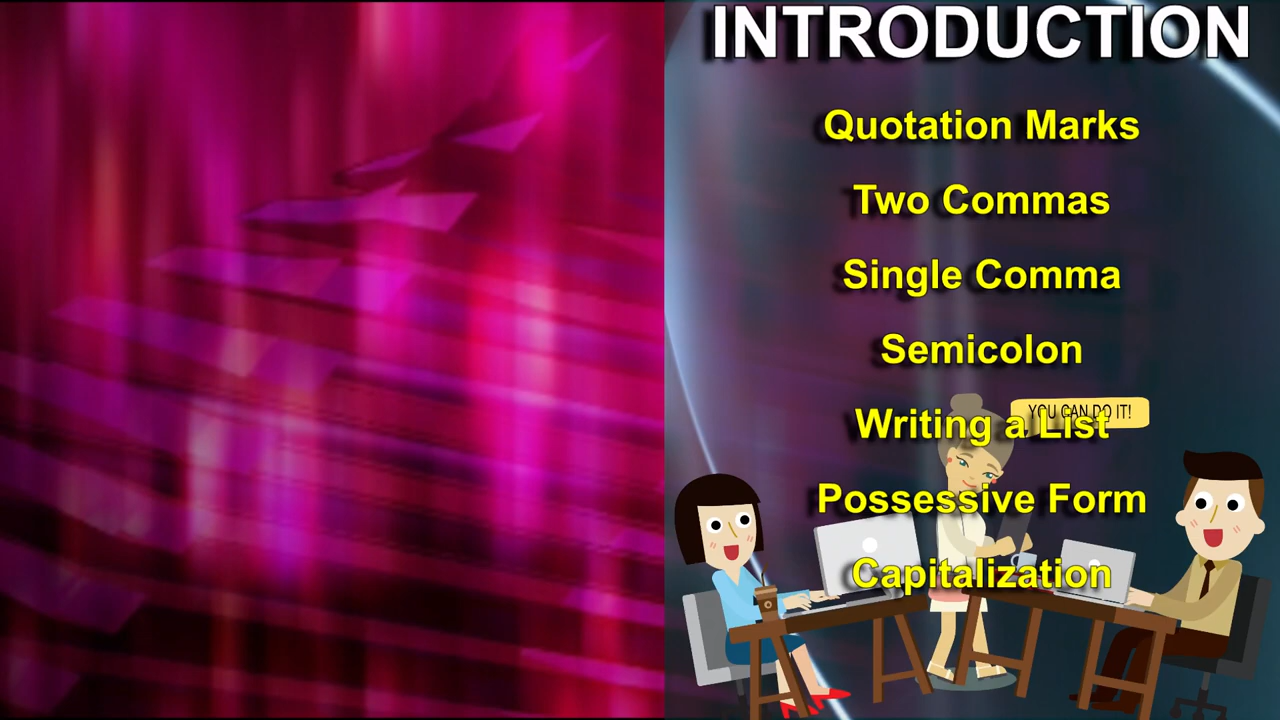 INTRODUCTION
Quotation Marks
Two Commas
Single Comma
Semicolon
YOU CAN DO IT!
Writing a List
Possessive Form
Capitalization